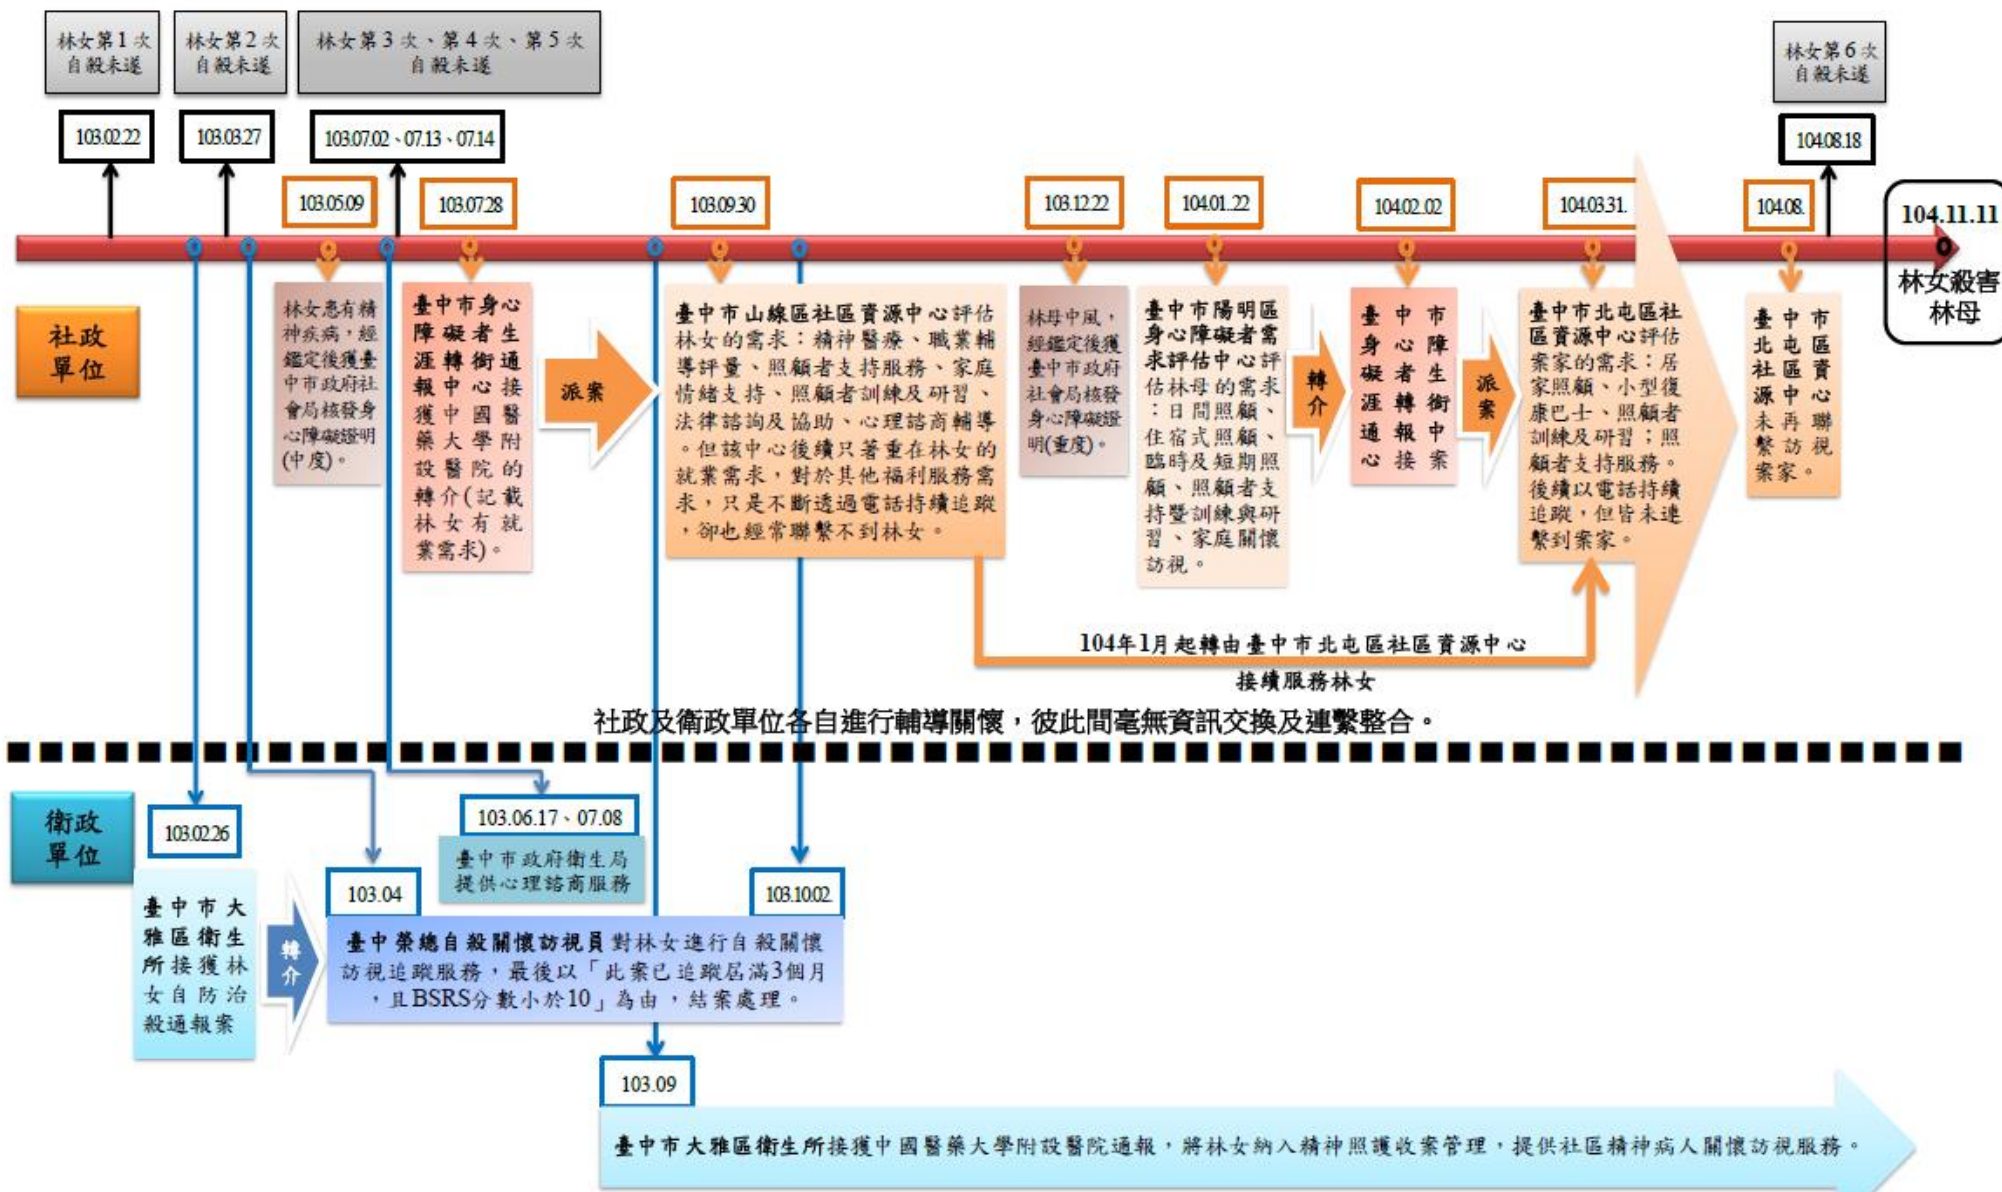 林女第1次
自殺未遂
林女第2次
自殺未遂
林女第3次、第4次、第5次
自殺未遂
林女第6次
自殺未遂
103.02.22
103.03.27
103.07.02、07.13、07.14
104.08.18
103.05.09
103.07.28
103.09.30
103.12.22
104.01..22
104.02.02
104.03.31.
104.08.
104.11.11
林女殺害
林母
社政
單位
林女患有精
神疾病，經
鑑定後獲臺
中市政府社
會局核發身
心障礙證明
(中度)。
臺中市身心
障礙者生
涯轉銜通
報中心接
獲中國醫
藥大學附
設醫院的
轉介(記載
林女有就
業需求)。
派案
臺中市山線區社區資源中心評估
林女的需求：精神醫療、職業輔
導評量、照顧者支持服務、家庭
情緒支持、照顧者訓練及研習、
法律諮詢及協助、心理諮商輔導
。但該中心後續只著重在林女的
就業需求，對於其他福利服務需
求，只是不斷透過電話持續追蹤
，卻也經常聯繫不到林女。
林母中風，
經鑑定後獲
臺中市政府
社會局核發
身心障礙證
明(重度)。
臺中市陽明區
身心障礙者需
求評估中心評
估林母的需求
：日間照顧、
住宿式照顧、
臨時及短期照
顧、照顧者支
持暨訓練與研
習、家庭關懷
訪視。
轉
介
臺中市
身心障
礙者生
涯轉銜
通報中
心接案
派
案
臺中市北屯區社
區資源中心評估
案家的需求：居
家照顧、小型復
康巴士、照顧者
訓練及研習；照
顧者支持服務。
後續以電話持續
追蹤，但皆未連
繫到案家。
臺中市
北屯區
社區資
源中心
未再聯
繫訪視
案家。
104年1月起轉由臺中市北屯區社區資源中心
接續服務林女
社政及衛政單位各自進行輔導關懷，彼此間毫無資訊交換及連繫整合。
衛政
單位
103.02.26
103.06.17、07.08
臺中市政府衛生局
提供心理諮商服務
103.04
103.10.02.
臺中市大
雅區衛生
所接獲林
女自防治
殺通報案
轉
介
臺中榮總自殺關懷訪視員對林女進行自殺關懷
訪視追蹤服務，最後以「此案已追蹤屆滿3個月
，且BSRS分數小於10」為由，結案處理。
103.09
臺中市大雅區衛生所接獲中國醫藥大學附設醫院通報，將林女納入精神照護收案管理，提供社區精神病人關懷訪視服務。